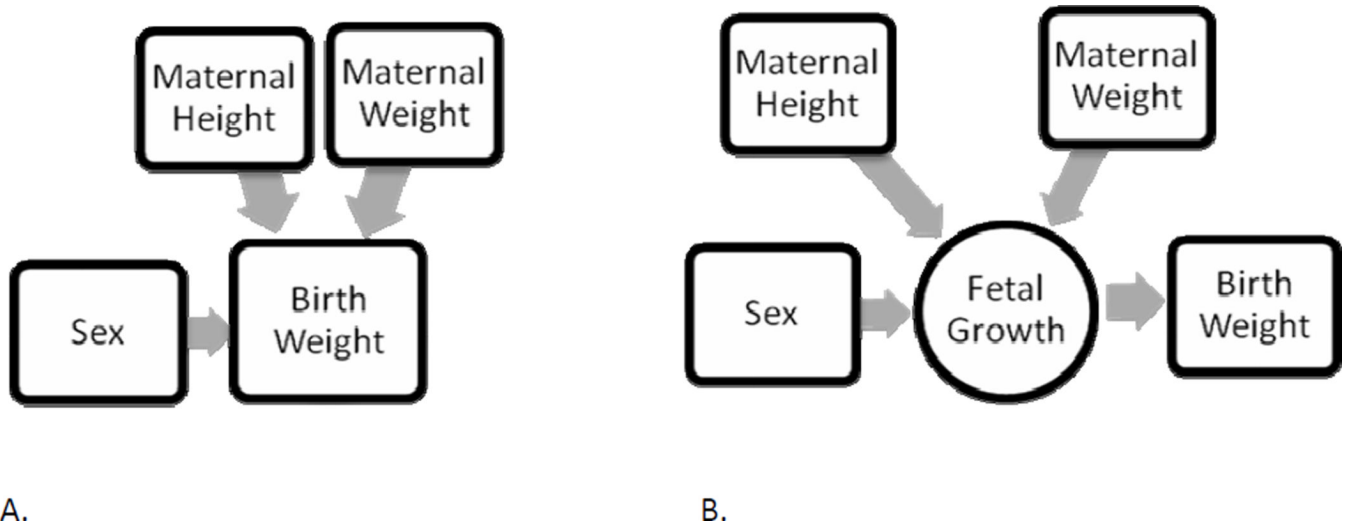 Maternal
Height
Maternal
Weight
Sex
Birth
Weight
A.
Maternal
Height
Maternal
Weight
Sex
Fetal
Growth
Birth
Weight
B.